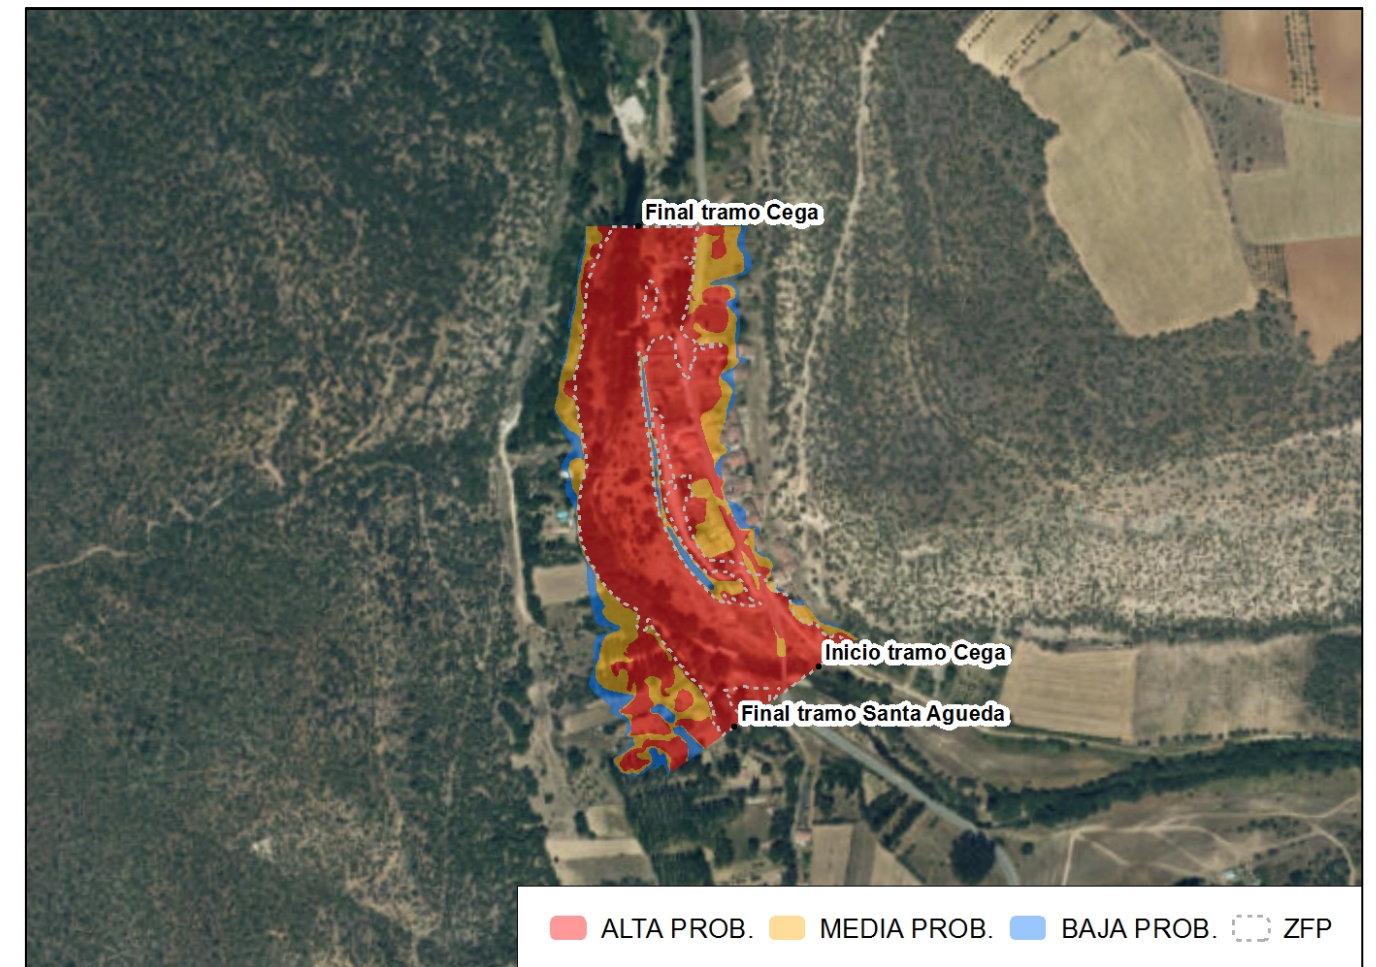 Final tramo Cega
Inicio tramo Cega
Final tramo Santa Agueda
ALTA PROB. MEDIA PROB. BAJA PROB. ZFP